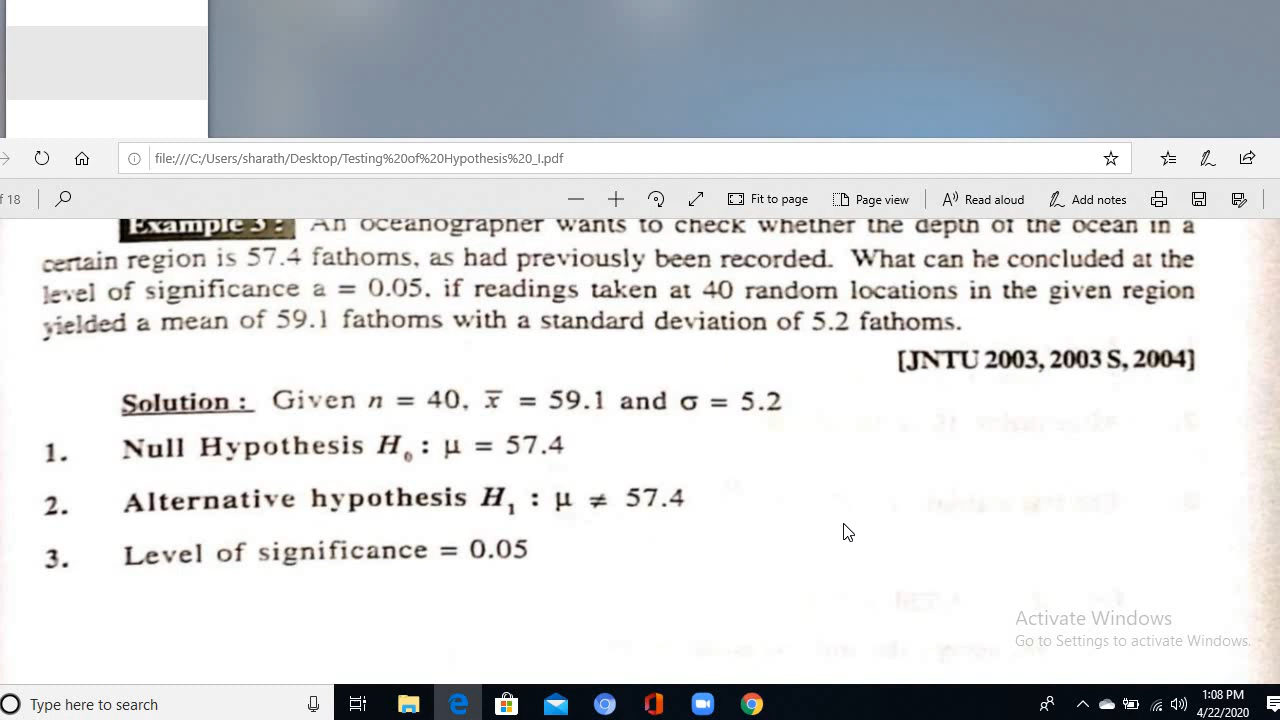 file:///C:/Users/sharath/Desktop/Testing%20of%20Hypothesis%20_I.pdf
f 18
Fit to page
Page view
Read aloud
Add notes
Example 3 : An oceanographer wants to check whether the depth of the ocean in a
certain region is 57.4 fathoms, as had previously been recorded. What can he concluded at the
level of significance a = 0.05, if readings taken at 40 random locations in the given region
yielded a mean of 59.1 fathoms with a standard deviation of 5.2 fathoms.
[JNTU 2003, 2003 S, 2004]
Solution : Given n = 40, x̅ = 59.1 and σ = 5.2
1. Null Hypothesis H₀ : μ = 57.4
2. Alternative hypothesis H₁ : μ ≠ 57.4
3. Level of significance = 0.05
Activate Windows
Go to Settings to activate Windows.
Type here to search
1:08 PM
4/22/2020